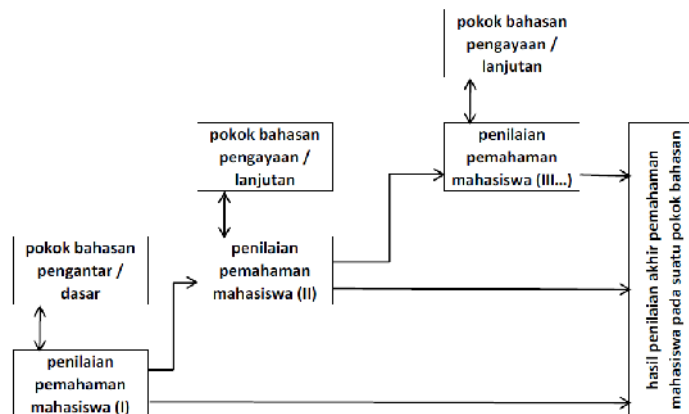 pokok bahasan
pengayaan /
lanjutan
pokok bahasan
pengayaan /
lanjutan
penilaian
pemahaman
mahasiswa (III...)
pokok bahasan
pengantar /
dasar
penilaian
pemahaman
mahasiswa (II)
penilaian
pemahaman
mahasiswa (I)
hasil penilaian akhir pemahaman
mahasiswa pada suatu pokok bahasan